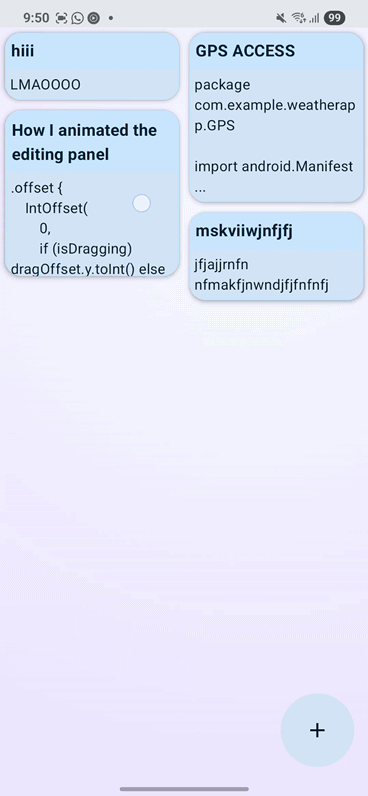 9:50
99
hiii
LMAOOOO
How I animated the
editing panel
.offset {
IntOffset(
0,
if (isDragging)
dragOffset.y.toInt() else
GPS ACCESS
package
com.example.weatherap
p.GPS
import android.Manifest
...
mskviiwjnfjfj
jfjajjrnfn
nfmakfjnwndjfjfnfnfj
+